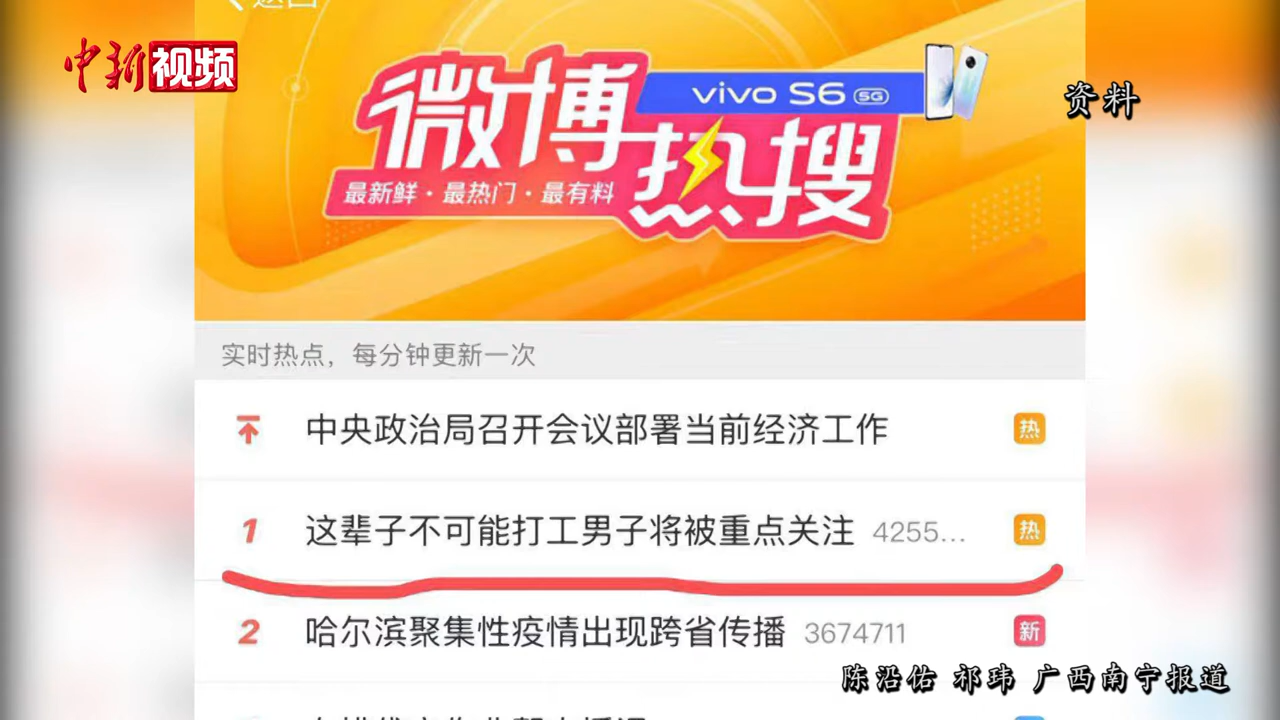 返回
中新视频
微博热搜
vivo S6 5G
资料
最新鲜·最热门·最有料
实时热点，每分钟更新一次
中央政治局召开会议部署当前经济工作 热
1 这辈子不可能打工男子将被重点关注 4255... 热
2 哈尔滨聚集性疫情出现跨省传播 3674711 新
陈沿佑 祁玮 广西南宁报道